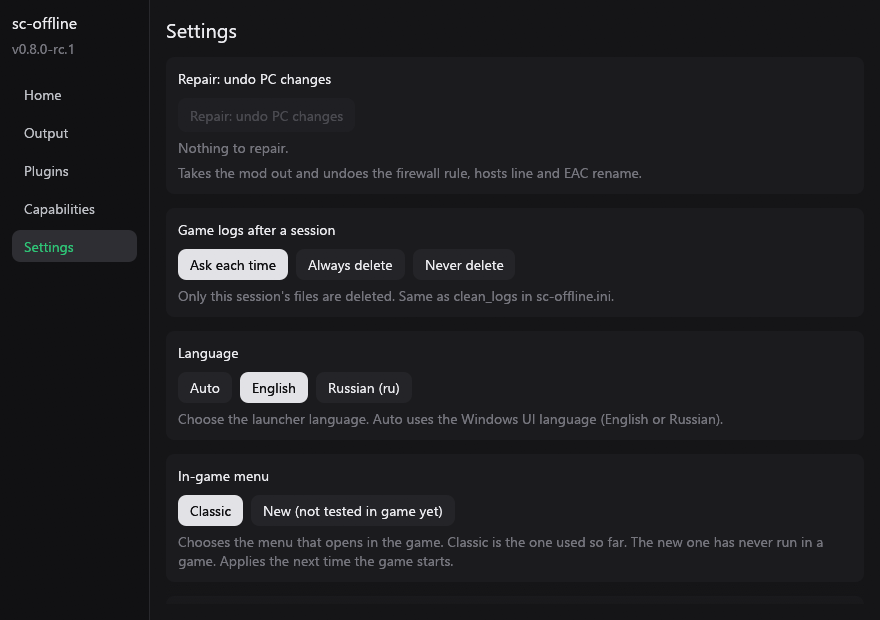 sc-offline
v0.8.0-rc.1
Home
Output
Plugins
Capabilities
Settings
Settings
Repair: undo PC changes
Repair: undo PC changes
Nothing to repair.
Takes the mod out and undoes the firewall rule, hosts line and EAC rename.
Game logs after a session
Ask each time
Always delete
Never delete
Only this session's files are deleted. Same as clean_logs in sc-offline.ini.
Language
Auto
English
Russian (ru)
Choose the launcher language. Auto uses the Windows UI language (English or Russian).
In-game menu
Classic
New (not tested in game yet)
Chooses the menu that opens in the game. Classic is the one used so far. The new one has never run in a
game. Applies the next time the game starts.